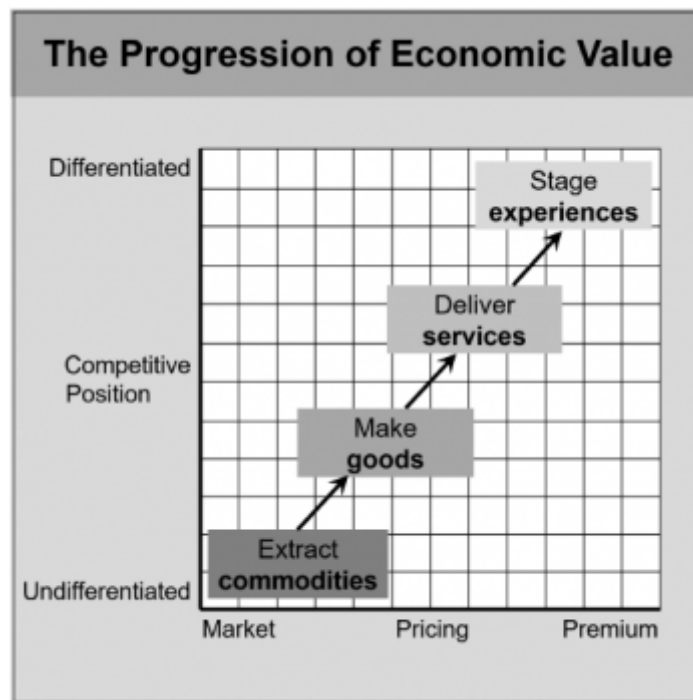 The Progression of Economic Value
Differentiated
Stage
experiences
Deliver
services
Competitive
Position
Make
goods
Extract
commodities
Undifferentiated
Market Pricing Premium